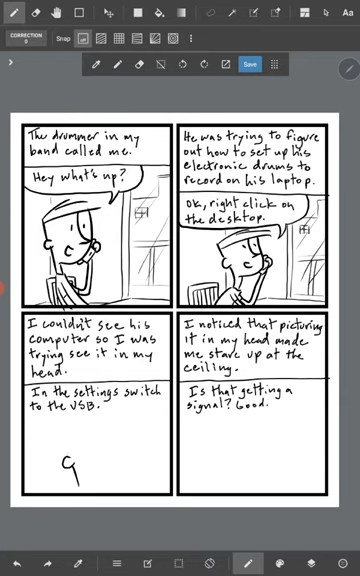 CORRECTION
0
Snap
off
Save
The drummer in my
band called me.
Hey what's up?
He was trying to figure
out how to set up his
electronic drums to
record on his laptop.
OK, right click on
the desktop.
I couldn't see his
computer so I was
trying see it in my
head.
In the settings switch
to the USB.
I noticed that picturing
it in my head made
me stare up at the
ceiling.
Is that getting a
signal? Good.